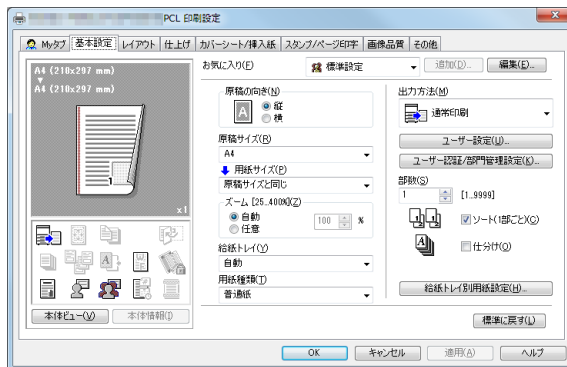 PCL 印刷設定
Myタブ 基本設定 レイアウト 仕上げ カバーシート/挿入紙 スタンプ/ページ印字 画像品質 その他
A4 (210x297 mm)
A4 (210x297 mm)
1
x1
本体ビュー(V) 本体情報(I)
お気に入り(F) 標準設定 追加(D)... 編集(E)...
原稿の向き(N)
A
縦
横
原稿サイズ(R)
A4
用紙サイズ(P)
原稿サイズと同じ
ズーム [25..400%](Z)
自動
任意
100 %
給紙トレイ(Y)
自動
用紙種類(T)
普通紙
出力方法(M)
通常印刷
ユーザー設定(U)...
ユーザー認証/部門管理設定(K)...
部数(S)
1 [1..9999]
ソート(1部ごと)(C)
仕分け(O)
給紙トレイ別用紙設定(H)...
標準に戻す(L)
OK キャンセル 適用(A) ヘルプ